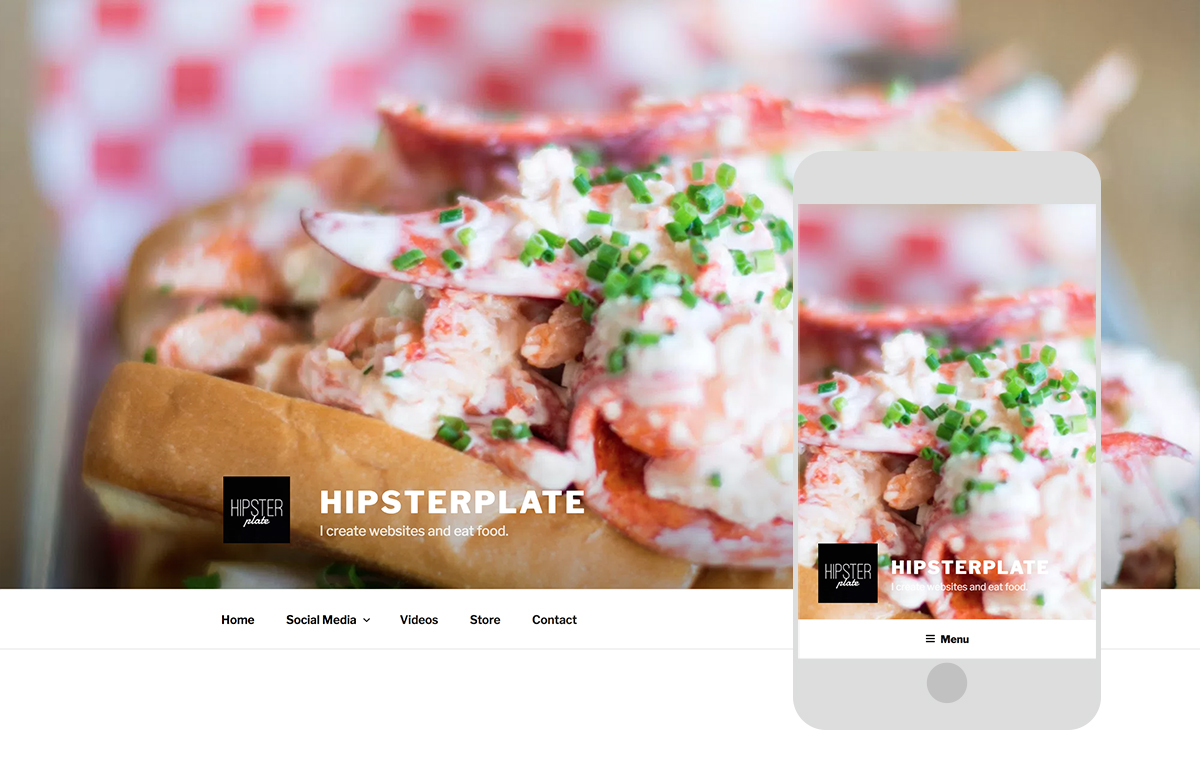 HIPSTER
plate
HIPSTERPLATE
I create websites and eat food.
Home Social Media Videos Store Contact
HIPSTER
plate
HIPSTERPLATE
I create websites and eat food.
Menu